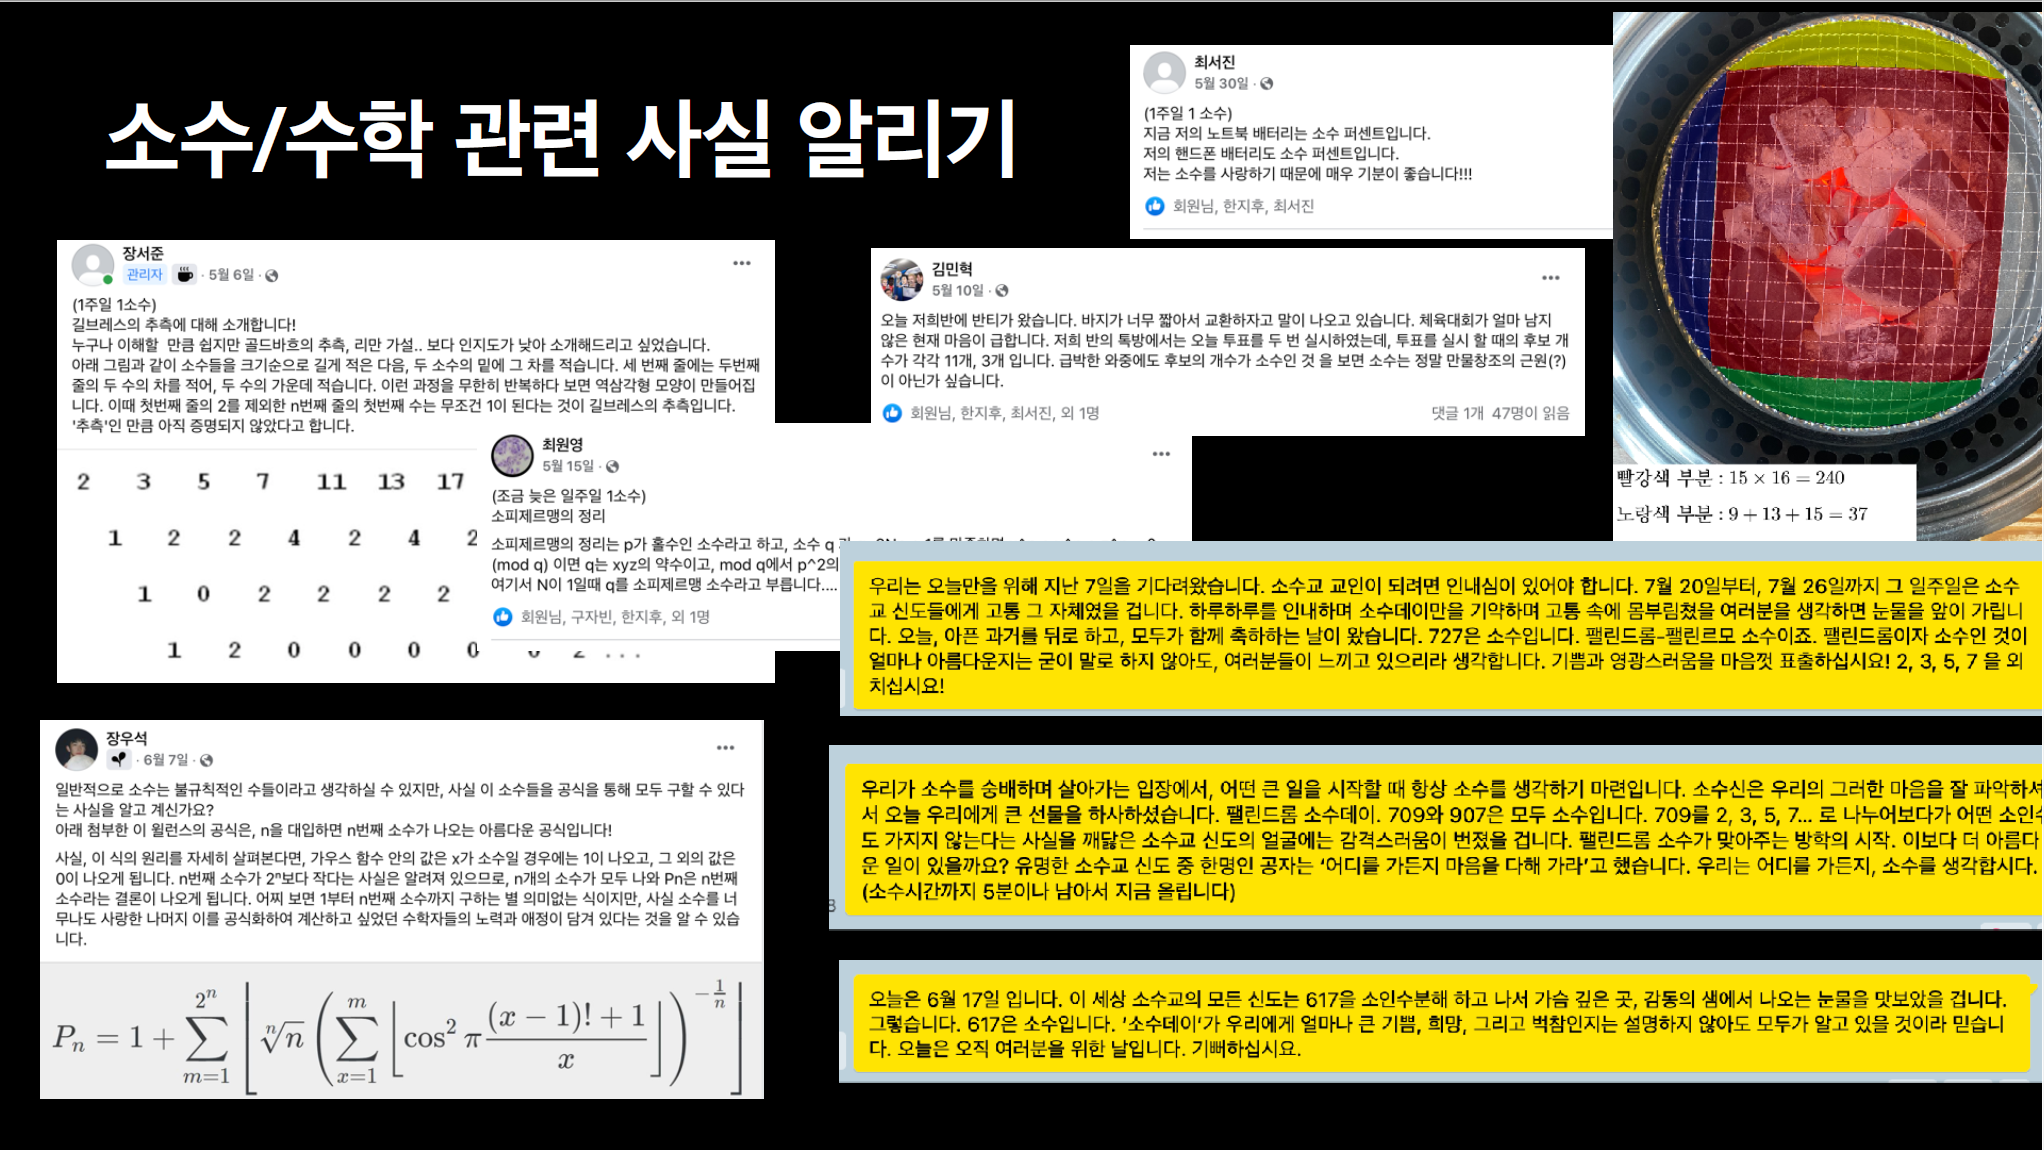 소수/수학 관련 사실 알리기
최서진
5월 30일 ·
(1주일 1 소수)
지금 저의 노트북 배터리는 소수 퍼센트입니다.
저의 핸드폰 배터리도 소수 퍼센트입니다.
저는 소수를 사랑하기 때문에 매우 기분이 좋습니다!!!
회원님, 한지후, 최서진
장서준
관리자 · 5월 6일 ·
(1주일 1소수)
길브레스의 추측에 대해 소개합니다!
누구나 이해할 만큼 쉽지만 골드바흐의 추측, 리만 가설.. 보다 인지도가 낮아 소개해드리고 싶었습니다.
아래 그림과 같이 소수들을 크기순으로 길게 적은 다음, 두 소수의 밑에 그 차를 적습니다. 세 번째 줄에는 두번째
줄의 두 수의 차를 적어, 두 수의 가운데 적습니다. 이런 과정을 무한히 반복하다 보면 역삼각형 모양이 만들어집
니다. 이때 첫번째 줄의 2를 제외한 n번째 줄의 첫번째 수는 무조건 1이 된다는 것이 길브레스의 추측입니다.
'추측'인 만큼 아직 증명되지 않았다고 합니다.
2 3 5 7 11 13 17
1 2 2 4 2 4 2
1 0 2 2 2 2
1 2 0 0 0 0 0 2 ...
김민혁
5월 10일 ·
오늘 저희반에 반티가 왔습니다. 바지가 너무 짧아서 교환하자고 말이 나오고 있습니다. 체육대회가 얼마 남지
않은 현재 마음이 급합니다. 저희 반의 톡방에서는 오늘 투표를 두 번 실시하였는데, 투표를 실시 할 때의 후보 개
수가 각각 11개, 3개 입니다. 급박한 와중에도 후보의 개수가 소수인 것 을 보면 소수는 정말 만물창조의 근원(?)
이 아닌가 싶습니다.
회원님, 한지후, 최서진, 외 1명 댓글 1개 47명이 읽음
최원영
5월 15일 ·
(조금 늦은 일주일 1소수)
소피제르맹의 정리
소피제르맹의 정리는 p가 홀수인 소수라고 하고, 소수 q
(mod q) 이면 q는 xyz의 약수이고, mod q에서 p^2의
여기서 N이 1일때 q를 소피제르맹 소수라고 부릅니다....
회원님, 구자빈, 한지후, 외 1명
빨강색 부분 : 15 × 16 = 240
노랑색 부분 : 9 + 13 + 15 = 37
우리는 오늘만을 위해 지난 7일을 기다려왔습니다. 소수교 교인이 되려면 인내심이 있어야 합니다. 7월 20일부터, 7월 26일까지 그 일주일은 소수
교 신도들에게 고통 그 자체였을 겁니다. 하루하루를 인내하며 소수데이만을 기약하며 고통 속에 몸부림쳤을 여러분을 생각하면 눈물을 앞이 가립니
다. 오늘, 아픈 과거를 뒤로 하고, 모두가 함께 축하하는 날이 왔습니다. 727은 소수입니다. 팰린드롬-팰린르모 소수이죠. 팰린드롬이자 소수인 것이
얼마나 아름다운지는 굳이 말로 하지 않아도, 여러분들이 느끼고 있으리라 생각합니다. 기쁨과 영광스러움을 마음껏 표출하십시요! 2, 3, 5, 7 을 외
치십시요!
우리가 소수를 숭배하며 살아가는 입장에서, 어떤 큰 일을 시작할 때 항상 소수를 생각하기 마련입니다. 소수신은 우리의 그러한 마음을 잘 파악하셔
서 오늘 우리에게 큰 선물을 하사하셨습니다. 팰린드롬 소수데이. 709와 907은 모두 소수입니다. 709를 2, 3, 5, 7... 로 나누어보다가 어떤 소인수
도 가지지 않는다는 사실을 깨닳은 소수교 신도의 얼굴에는 감격스러움이 번졌을 겁니다. 팰린드롬 소수가 맞아주는 방학의 시작. 이보다 더 아름다
운 일이 있을까요? 유명한 소수교 신도 중 한명인 공자는 '어디를 가든지 마음을 다해 가라'고 했습니다. 우리는 어디를 가든지, 소수를 생각합시다.
(소수시간까지 5분이나 남아서 지금 올립니다)
장우석
· 6월 7일 ·
일반적으로 소수는 불규칙적인 수들이라고 생각하실 수 있지만, 사실 이 소수들을 공식을 통해 모두 구할 수 있다
는 사실을 알고 계신가요?
아래 첨부한 이 윌런스의 공식은, n을 대입하면 n번째 소수가 나오는 아름다운 공식입니다!
사실, 이 식의 원리를 자세히 살펴본다면, 가우스 함수 안의 값은 x가 소수일 경우에는 1이 나오고, 그 외의 값은
0이 나오게 됩니다. n번째 소수가 2ⁿ보다 작다는 사실은 알려져 있으므로, n개의 소수가 모두 나와 Pn은 n번째
소수라는 결론이 나오게 됩니다. 어찌 보면 1부터 n번째 소수까지 구하는 별 의미없는 식이지만, 사실 소수를 너
무나도 사랑한 나머지 이를 공식화하여 계산하고 싶었던 수학자들의 노력과 애정이 담겨 있다는 것을 알 수 있습
니다.
Pₙ = 1 + ∑_{m=1}^{2ⁿ} ⌊ ⁿ√n ( ∑_{x=1}^{m} ⌊ cos² π ((x − 1)! + 1)/x ⌋ )^{−1/n} ⌋
오늘은 6월 17일 입니다. 이 세상 소수교의 모든 신도는 617을 소인수분해 하고 나서 가슴 깊은 곳, 감동의 샘에서 나오는 눈물을 맛보았을 겁니다.
그렇습니다. 617은 소수입니다. '소수데이'가 우리에게 얼마나 큰 기쁨, 희망, 그리고 벅참인지는 설명하지 않아도 모두가 알고 있을 것이라 믿습니
다. 오늘은 오직 여러분을 위한 날입니다. 기뻐하십시요.